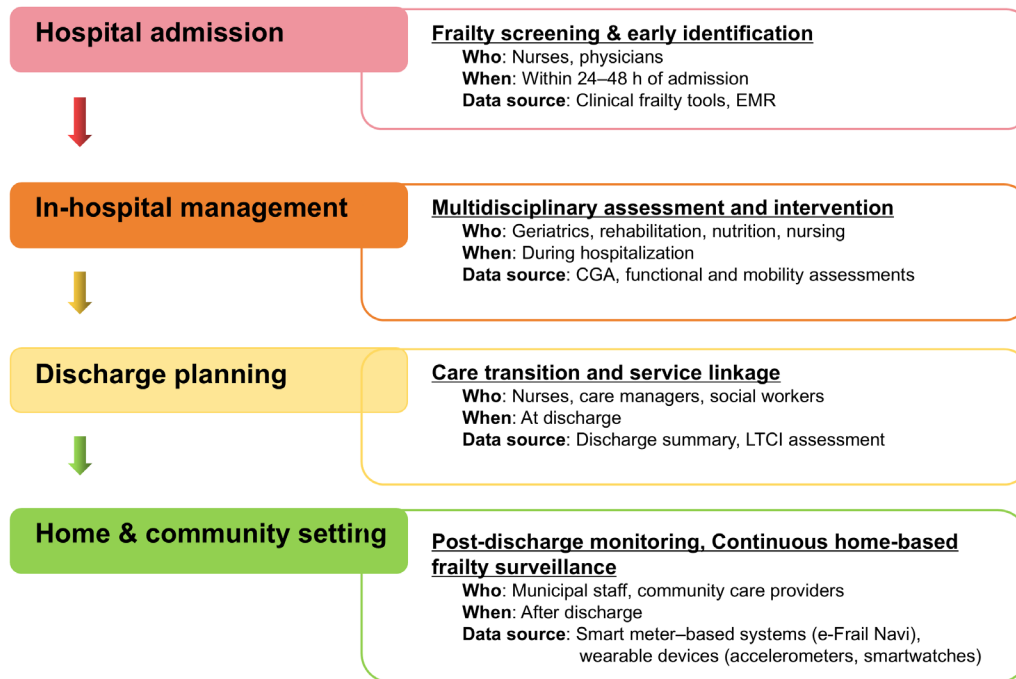 Hospital admission
Frailty screening & early identification
Who: Nurses, physicians
When: Within 24–48 h of admission
Data source: Clinical frailty tools, EMR
In-hospital management
Multidisciplinary assessment and intervention
Who: Geriatrics, rehabilitation, nutrition, nursing
When: During hospitalization
Data source: CGA, functional and mobility assessments
Discharge planning
Care transition and service linkage
Who: Nurses, care managers, social workers
When: At discharge
Data source: Discharge summary, LTCI assessment
Home & community setting
Post-discharge monitoring, Continuous home-based
frailty surveillance
Who: Municipal staff, community care providers
When: After discharge
Data source: Smart meter–based systems (e-Frail Navi),
wearable devices (accelerometers, smartwatches)